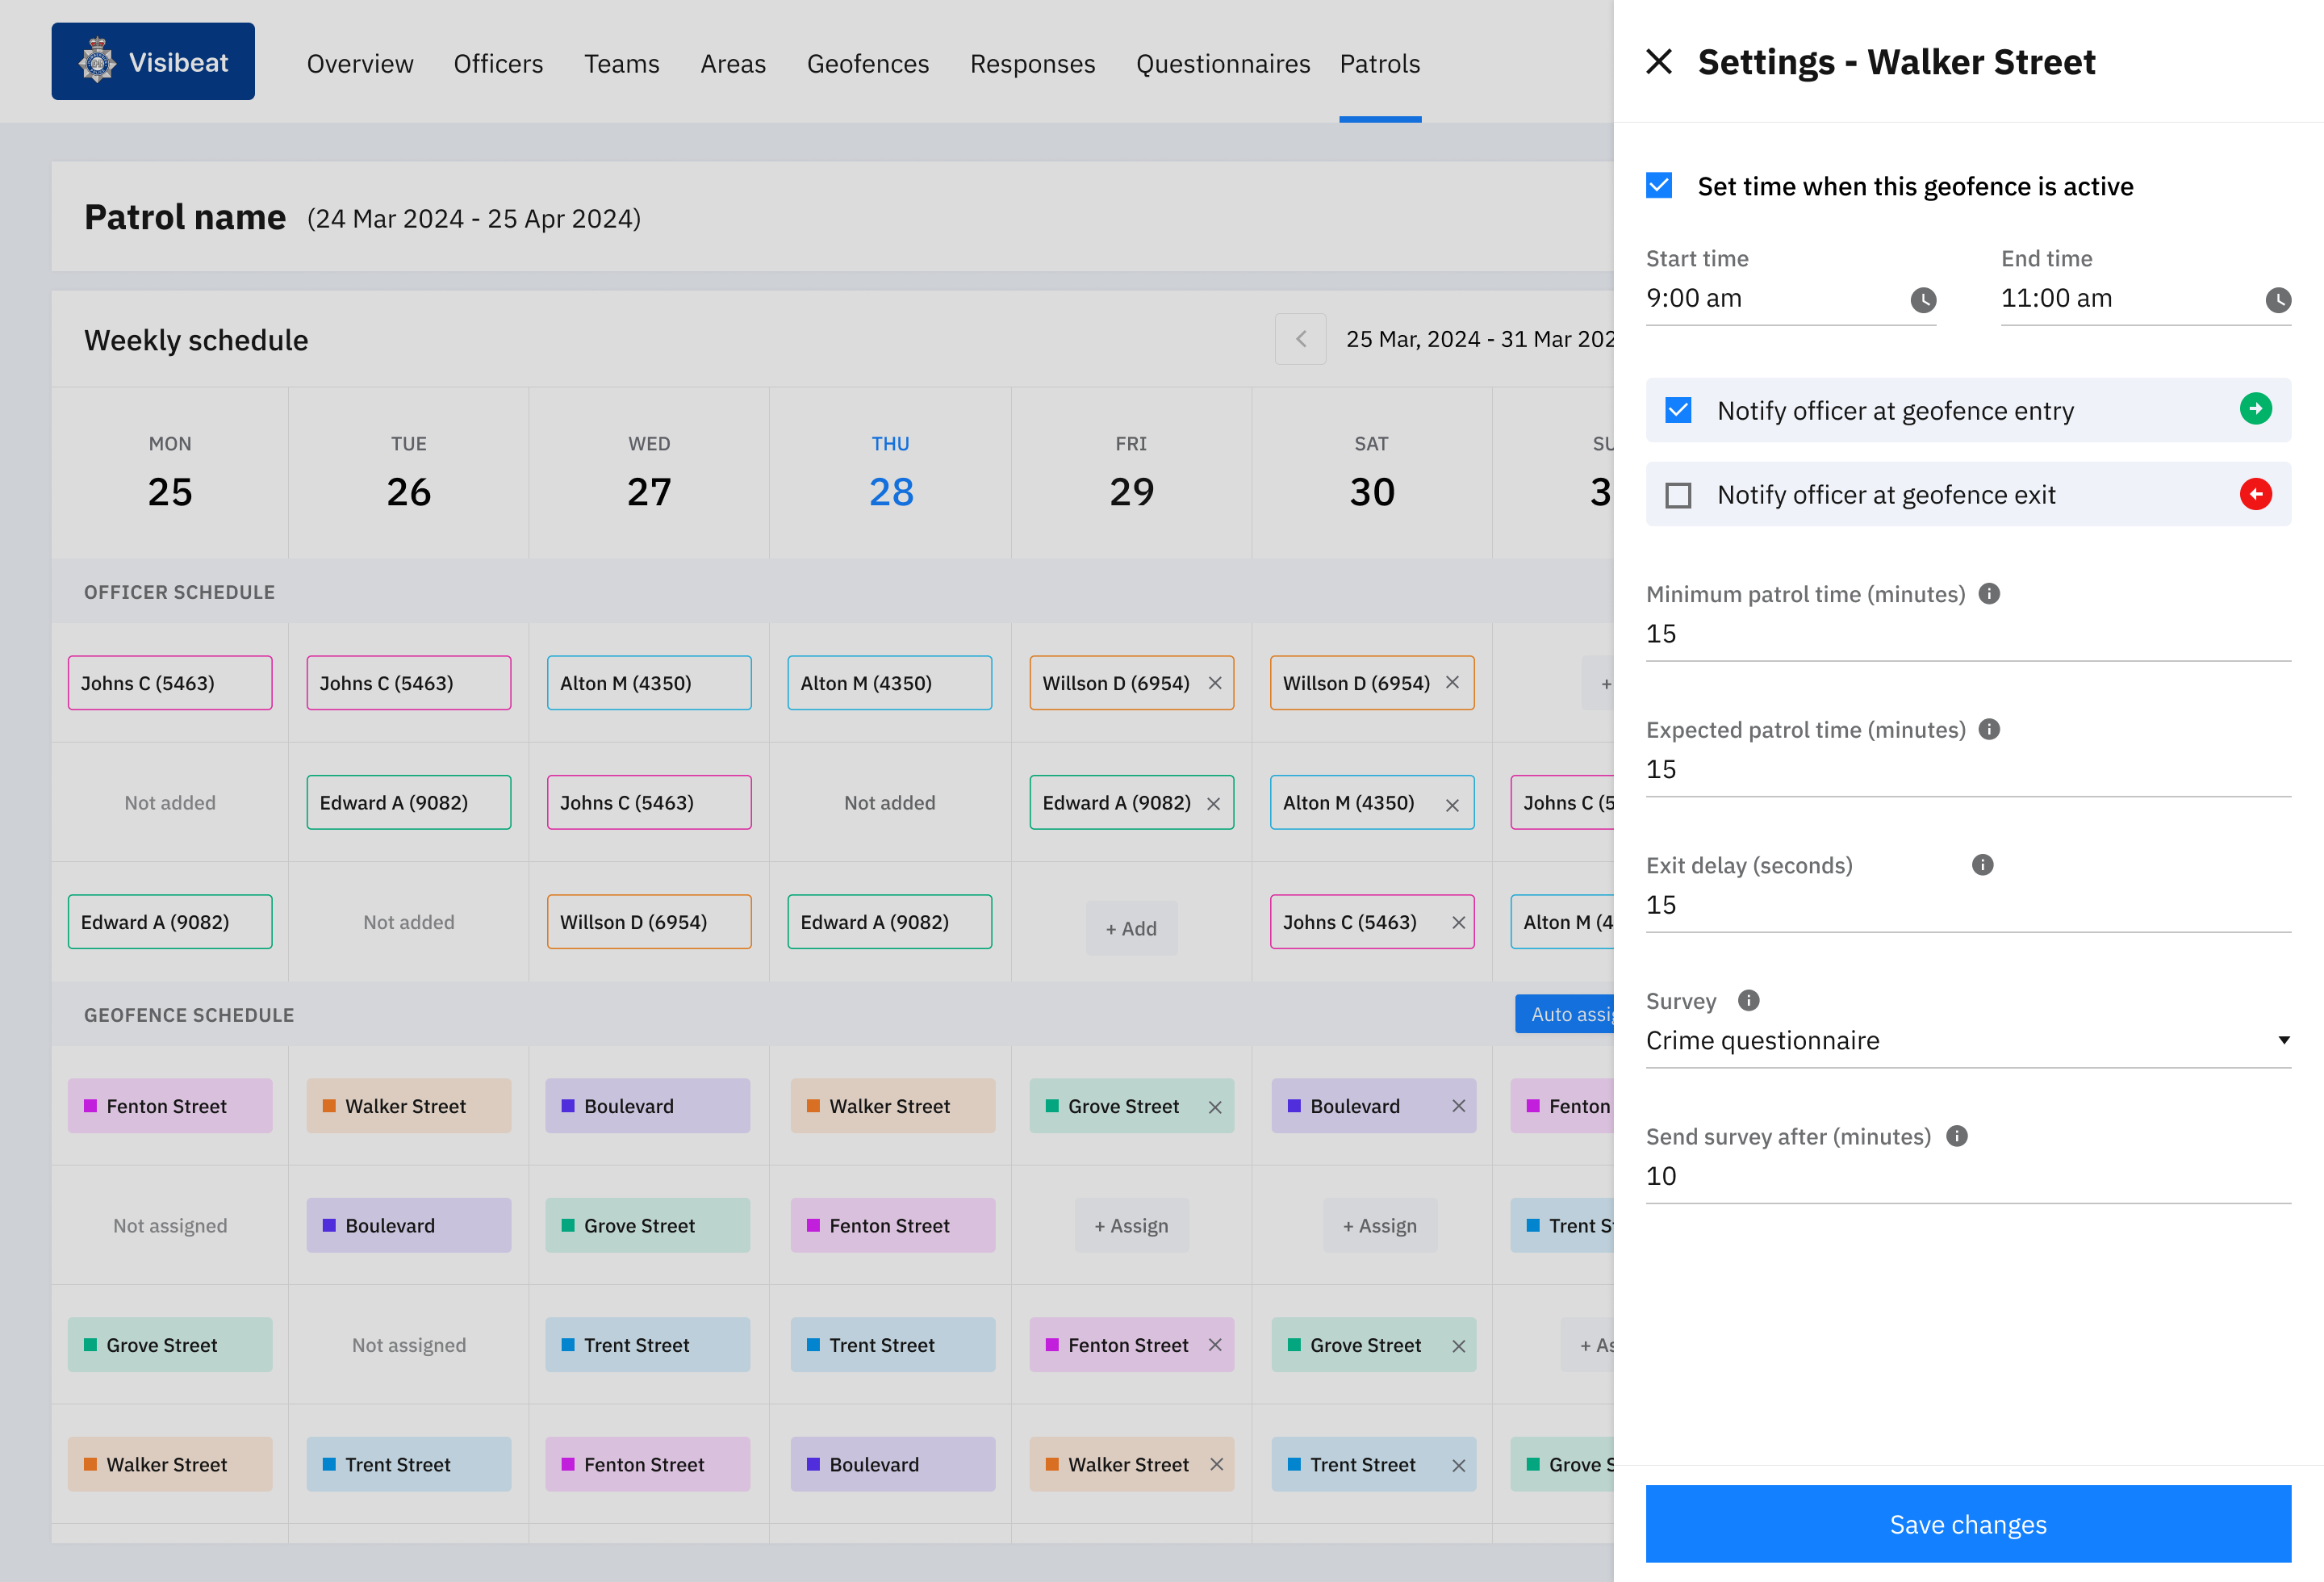 Visibeat
Overview Officers Teams Areas Geofences Responses Questionnaires Patrols
Patrol name (24 Mar 2024 - 25 Apr 2024)
Weekly schedule
25 Mar, 2024 - 31 Mar 202
MON TUE WED THU FRI SAT SU
25 26 27 28 29 30 3
OFFICER SCHEDULE
Johns C (5463) Johns C (5463) Alton M (4350) Alton M (4350) Willson D (6954) Willson D (6954) +
Not added Edward A (9082) Johns C (5463) Not added Edward A (9082) Alton M (4350) Johns C (5
Edward A (9082) Not added Willson D (6954) Edward A (9082) + Add Johns C (5463) Alton M (4
GEOFENCE SCHEDULE Auto assig
Fenton Street Walker Street Boulevard Walker Street Grove Street Boulevard Fenton
Not assigned Boulevard Grove Street Fenton Street + Assign + Assign Trent S
Grove Street Not assigned Trent Street Trent Street Fenton Street Grove Street + As
Walker Street Trent Street Fenton Street Boulevard Walker Street Trent Street Grove S
Settings - Walker Street
Set time when this geofence is active
Start time End time
9:00 am 11:00 am
Notify officer at geofence entry
Notify officer at geofence exit
Minimum patrol time (minutes)
15
Expected patrol time (minutes)
15
Exit delay (seconds)
15
Survey
Crime questionnaire
Send survey after (minutes)
10
Save changes